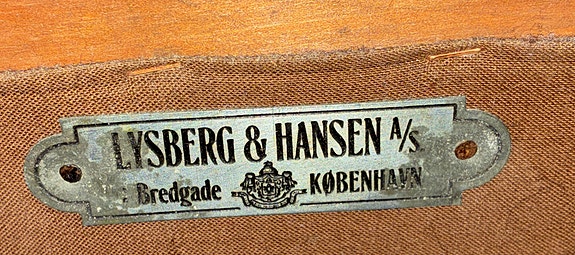 LYSBERG & HANSEN A/S
Bredgade KØBENHAVN